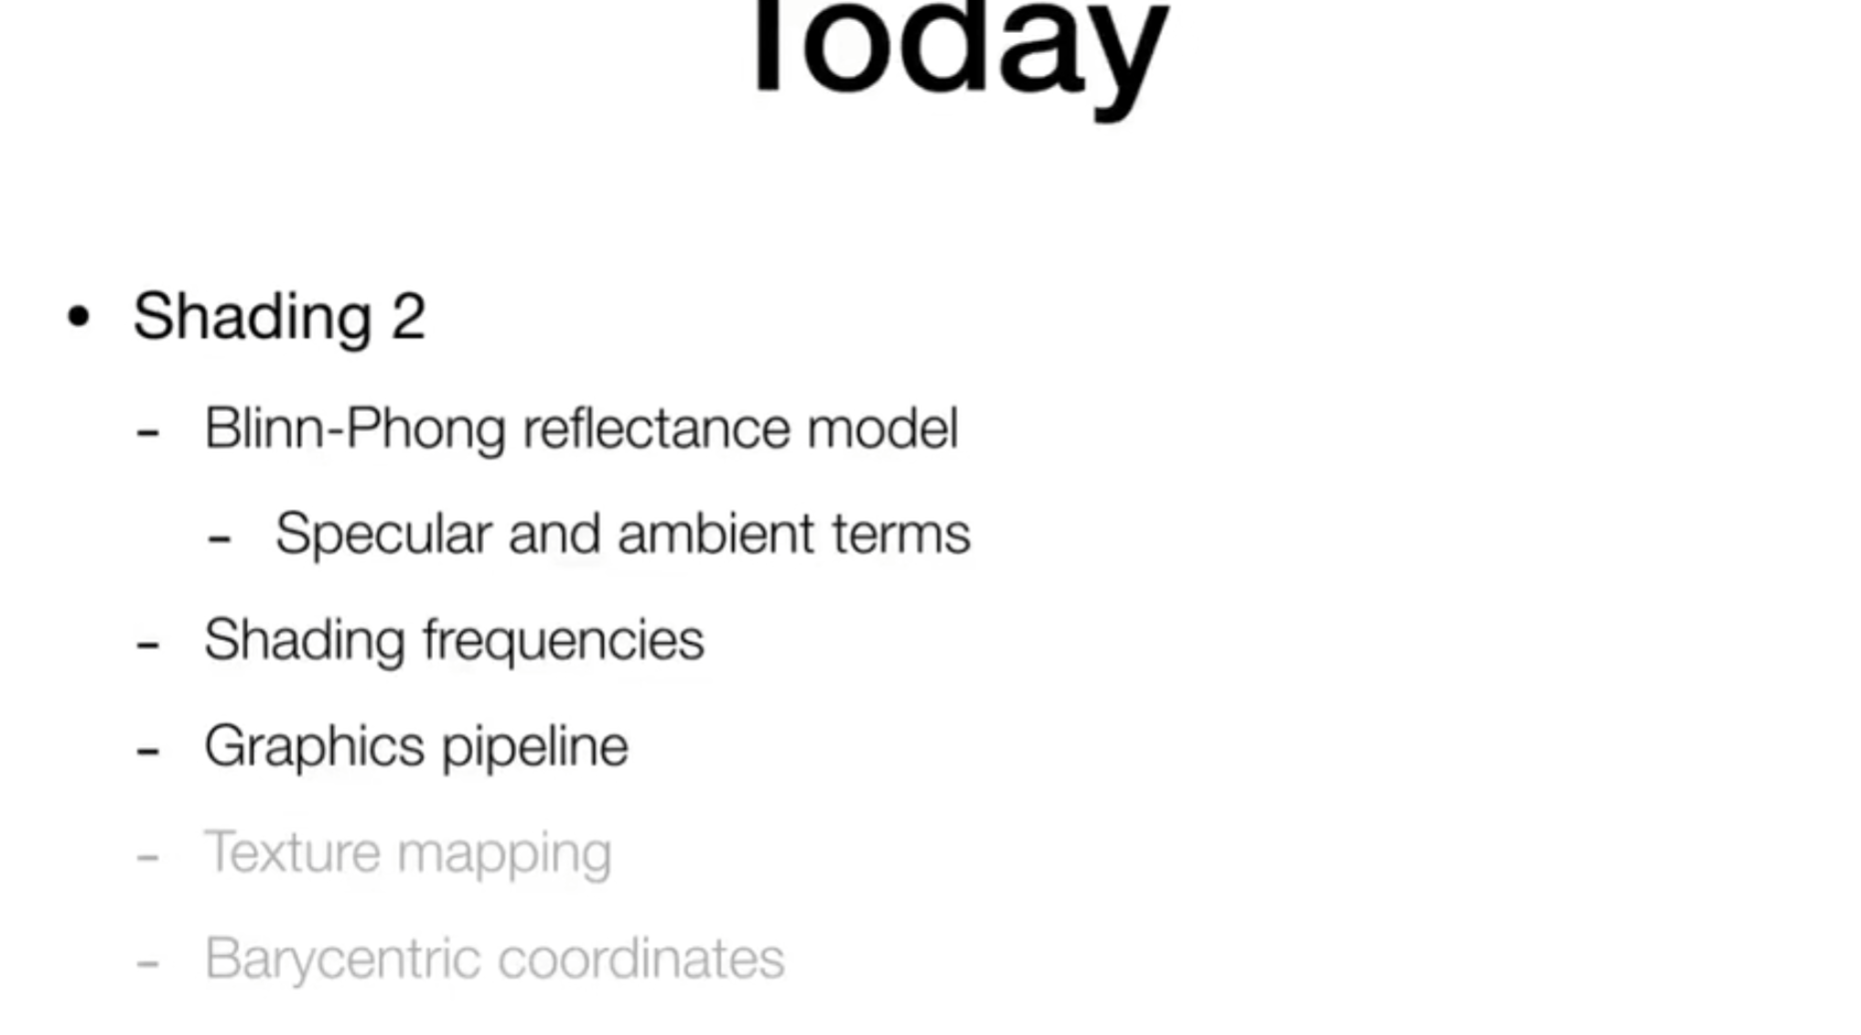 Today
• Shading 2
- Blinn-Phong reflectance model
- Specular and ambient terms
- Shading frequencies
- Graphics pipeline
- Texture mapping
- Barycentric coordinates